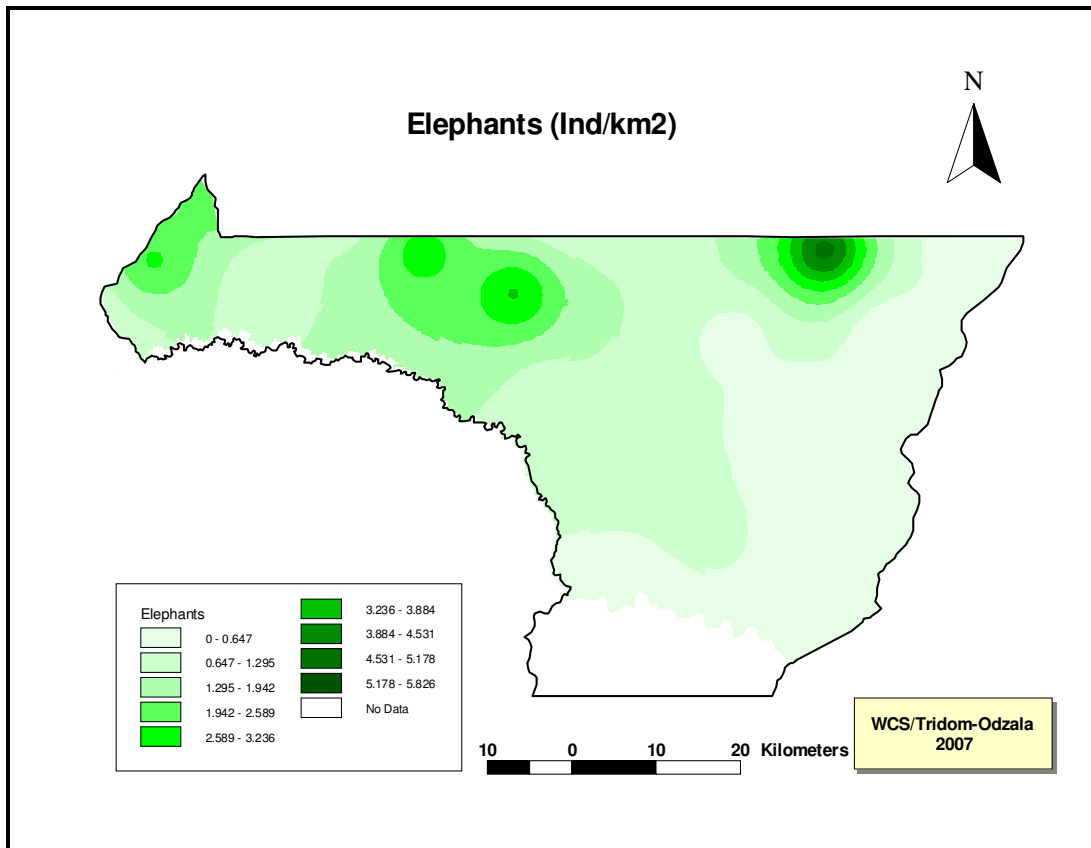 N
Elephants (Ind/km2)
Elephants
0 - 0.647
0.647 - 1.295
1.295 - 1.942
1.942 - 2.589
2.589 - 3.236
3.236 - 3.884
3.884 - 4.531
4.531 - 5.178
5.178 - 5.826
No Data
10 0 10 20 Kilometers
WCS/Tridom-Odzala
2007